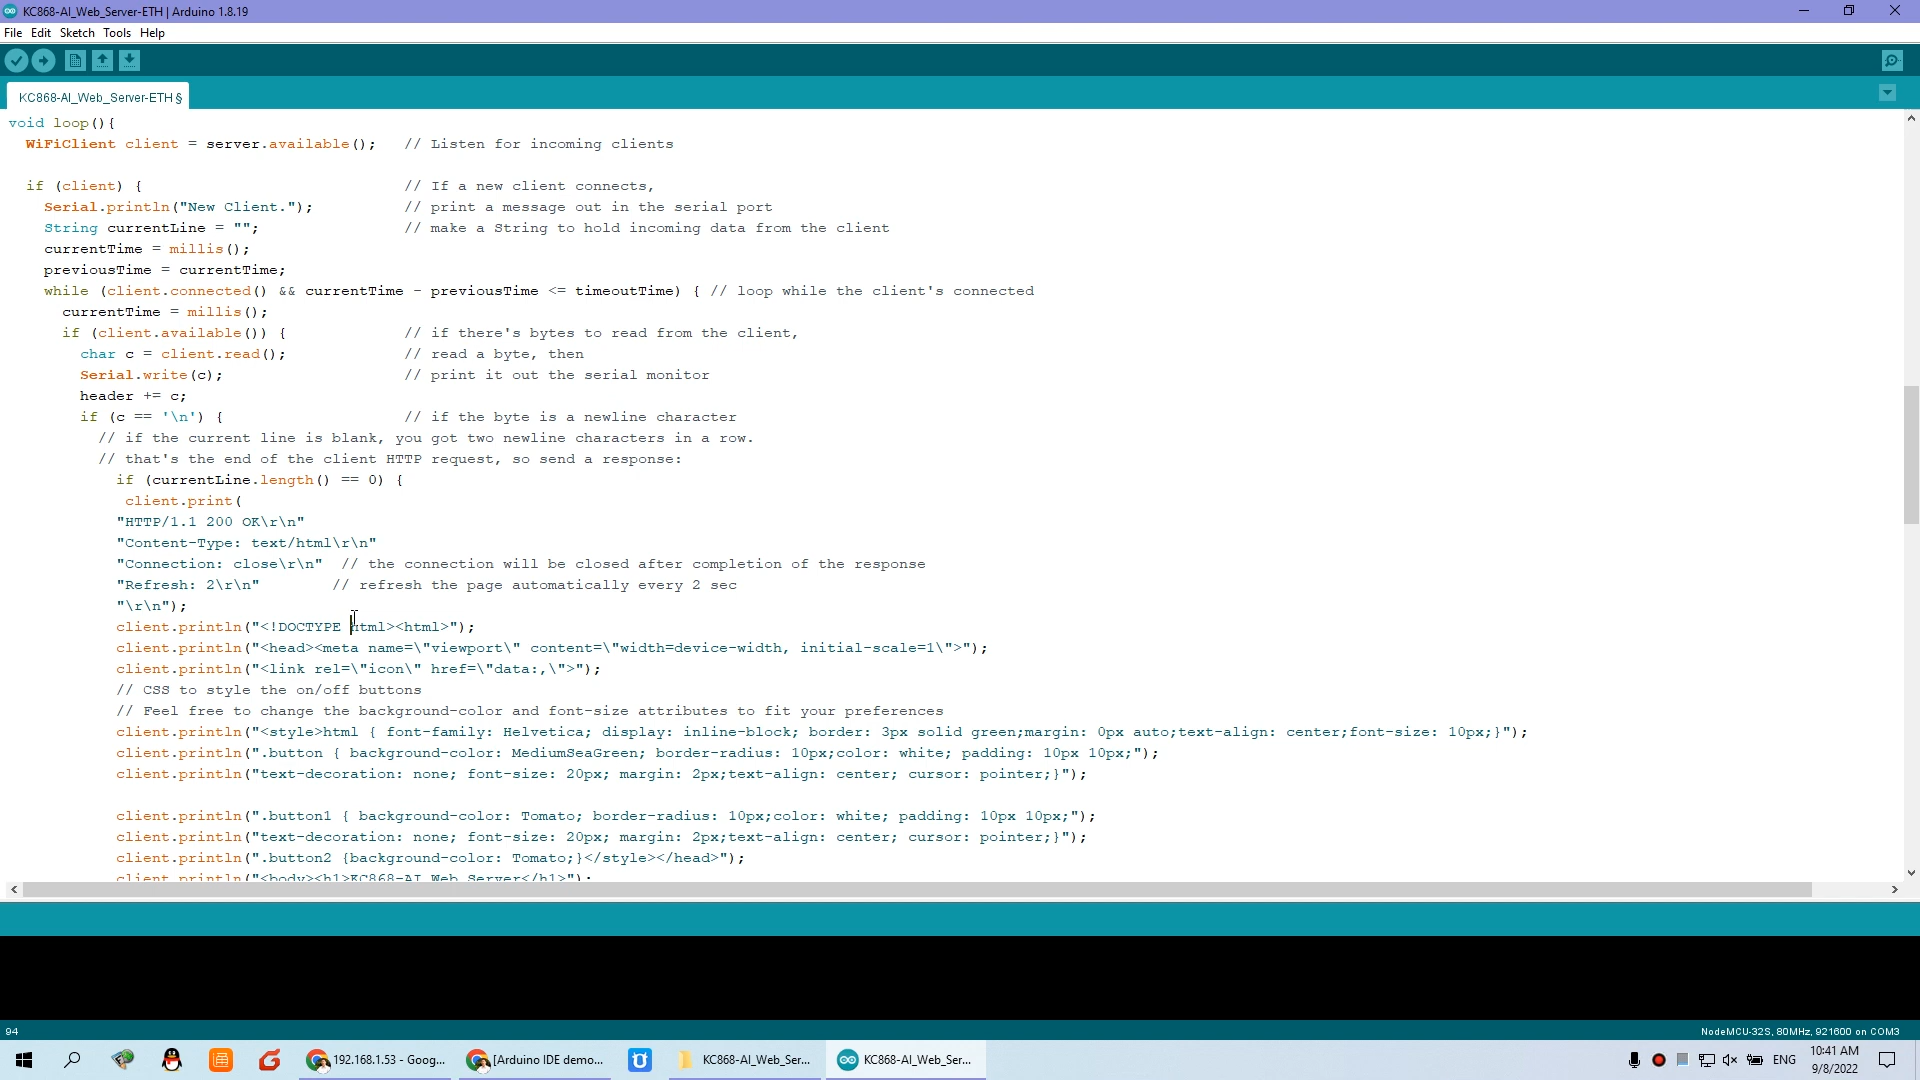 KC868-AI_Web_Server-ETH | Arduino 1.8.19
File Edit Sketch Tools Help
KC868-AI_Web_Server-ETH §
void loop(){
WiFiClient client = server.available();   // Listen for incoming clients
if (client) {                             // If a new client connects,
Serial.println("New Client.");          // print a message out in the serial port
String currentLine = "";                // make a String to hold incoming data from the client
currentTime = millis();
previousTime = currentTime;
while (client.connected() && currentTime - previousTime <= timeoutTime) { // loop while the client's connected
currentTime = millis();
if (client.available()) {             // if there's bytes to read from the client,
char c = client.read();             // read a byte, then
Serial.write(c);                    // print it out the serial monitor
header += c;
if (c == '\n') {                    // if the byte is a newline character
// if the current line is blank, you got two newline characters in a row.
// that's the end of the client HTTP request, so send a response:
if (currentLine.length() == 0) {
client.print(
"HTTP/1.1 200 OK\r\n"
"Content-Type: text/html\r\n"
"Connection: close\r\n"  // the connection will be closed after completion of the response
"Refresh: 2\r\n"        // refresh the page automatically every 2 sec
"\r\n");
client.println("<!DOCTYPE html><html>");
client.println("<head><meta name=\"viewport\" content=\"width=device-width, initial-scale=1\">");
client.println("<link rel=\"icon\" href=\"data:,\">");
// CSS to style the on/off buttons
// Feel free to change the background-color and font-size attributes to fit your preferences
client.println("<style>html { font-family: Helvetica; display: inline-block; border: 3px solid green;margin: 0px auto;text-align: center;font-size: 10px;}");
client.println(".button { background-color: MediumSeaGreen; border-radius: 10px;color: white; padding: 10px 10px;");
client.println("text-decoration: none; font-size: 20px; margin: 2px;text-align: center; cursor: pointer;}");
client.println(".button1 { background-color: Tomato; border-radius: 10px;color: white; padding: 10px 10px;");
client.println("text-decoration: none; font-size: 20px; margin: 2px;text-align: center; cursor: pointer;}");
client.println(".button2 {background-color: Tomato;}</style></head>");
client.println("<body><h1>KC868-AI Web Server</h1>");
94
NodeMCU-32S, 80MHz, 921600 on COM3
192.168.1.53 - Goog...
[Arduino IDE demo...
KC868-AI_Web_Ser...
KC868-AI_Web_Ser...
ENG
10:41 AM
9/8/2022